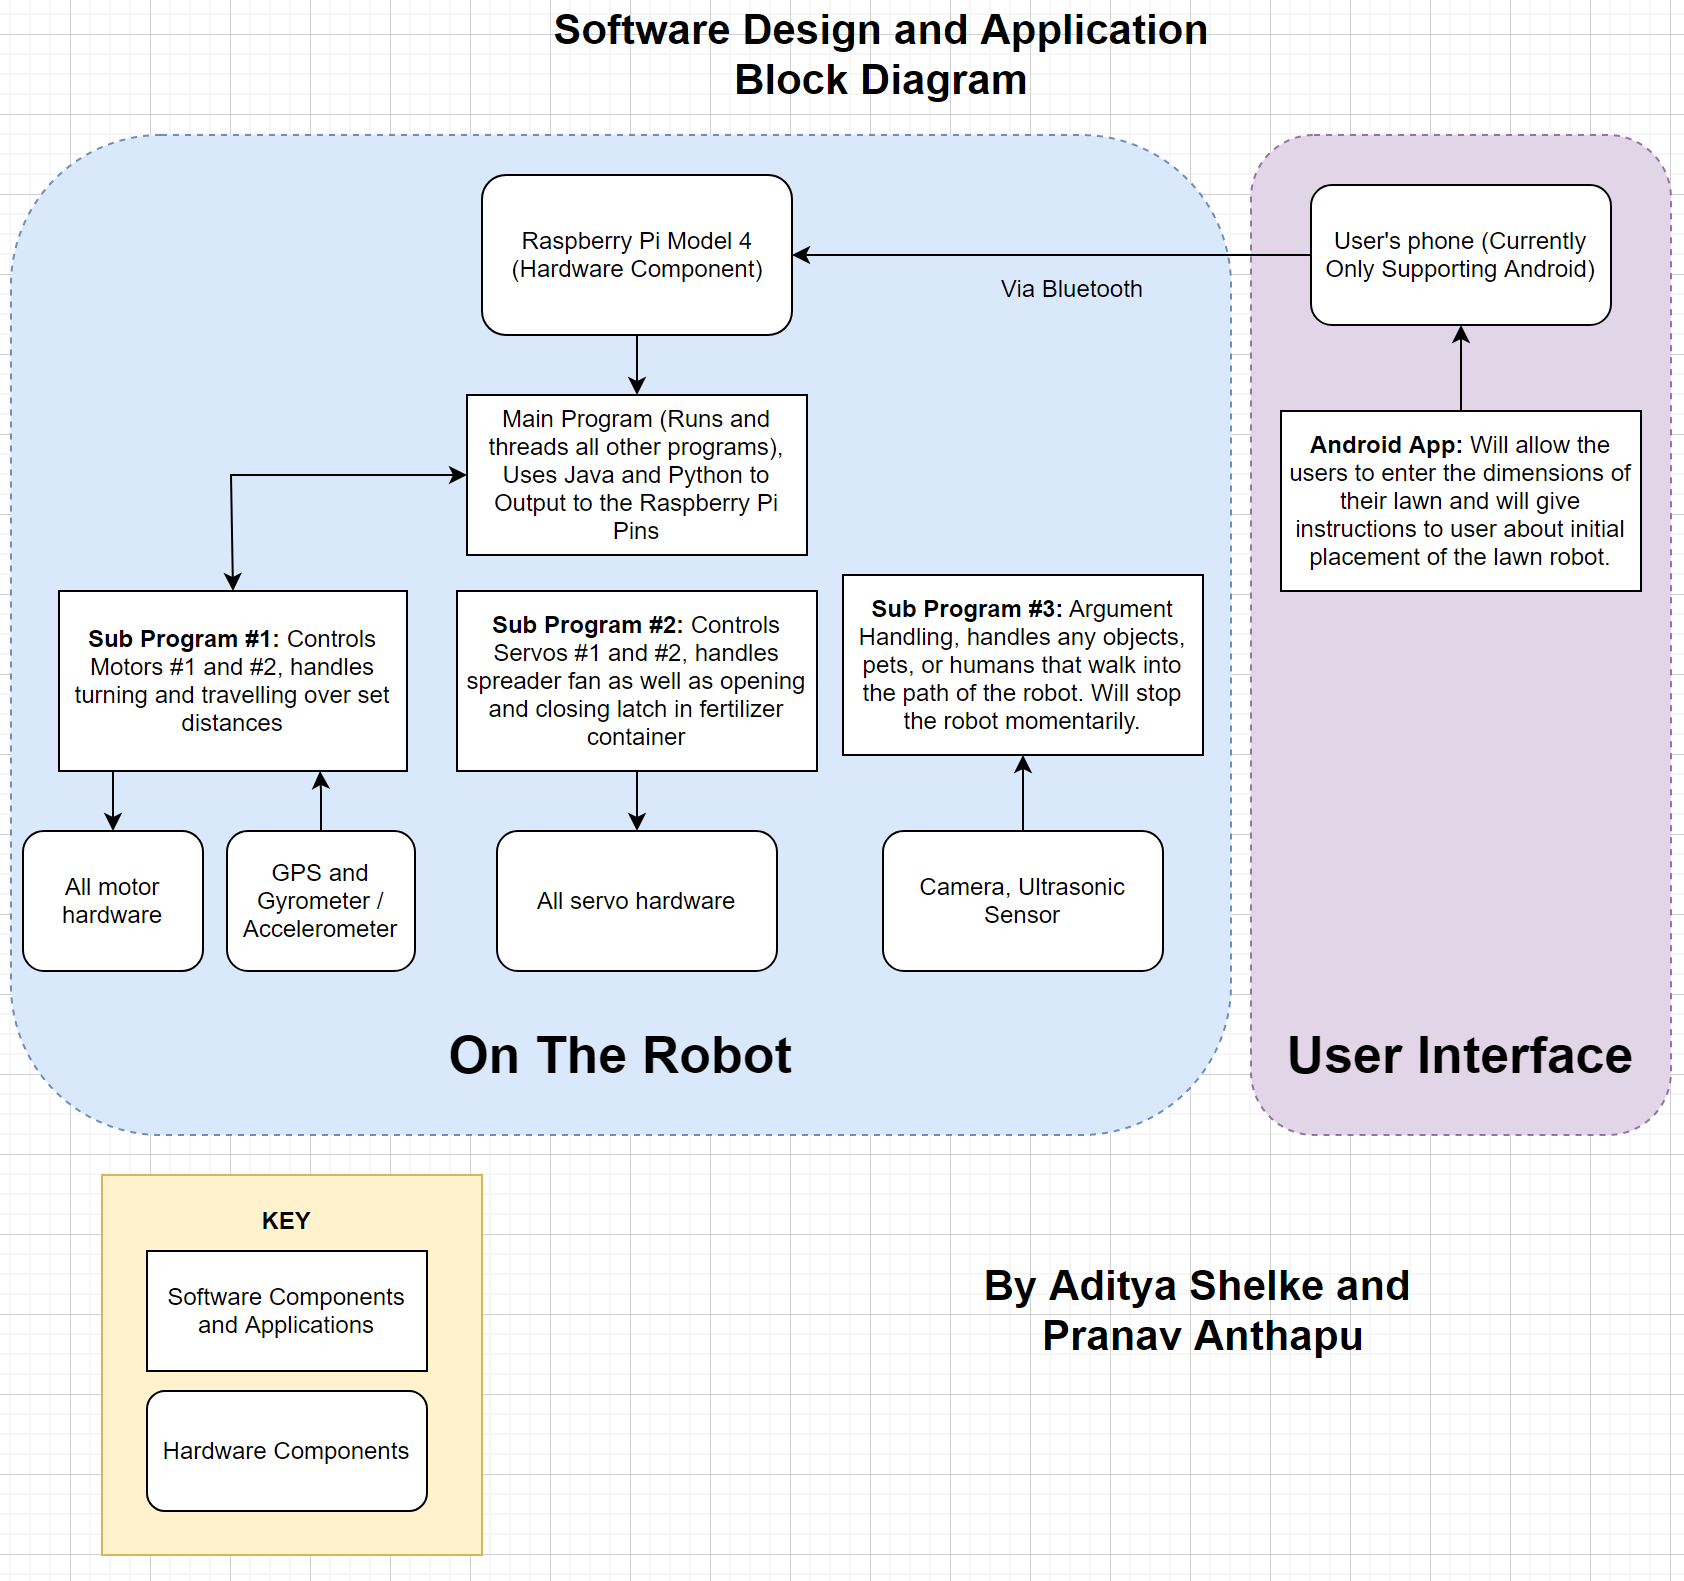 Software Design and Application
Block Diagram
Raspberry Pi Model 4
(Hardware Component)
User's phone (Currently
Only Supporting Android)
Via Bluetooth
Main Program (Runs and
threads all other programs),
Uses Java and Python to
Output to the Raspberry Pi
Pins
Android App: Will allow the
users to enter the dimensions of
their lawn and will give
instructions to user about initial
placement of the lawn robot.
Sub Program #1: Controls
Motors #1 and #2, handles
turning and travelling over set
distances
Sub Program #2: Controls
Servos #1 and #2, handles
spreader fan as well as opening
and closing latch in fertilizer
container
Sub Program #3: Argument
Handling, handles any objects,
pets, or humans that walk into
the path of the robot. Will stop
the robot momentarily.
All motor
hardware
GPS and
Gyrometer /
Accelerometer
All servo hardware
Camera, Ultrasonic
Sensor
On The Robot
User Interface
KEY
Software Components
and Applications
Hardware Components
By Aditya Shelke and
Pranav Anthapu